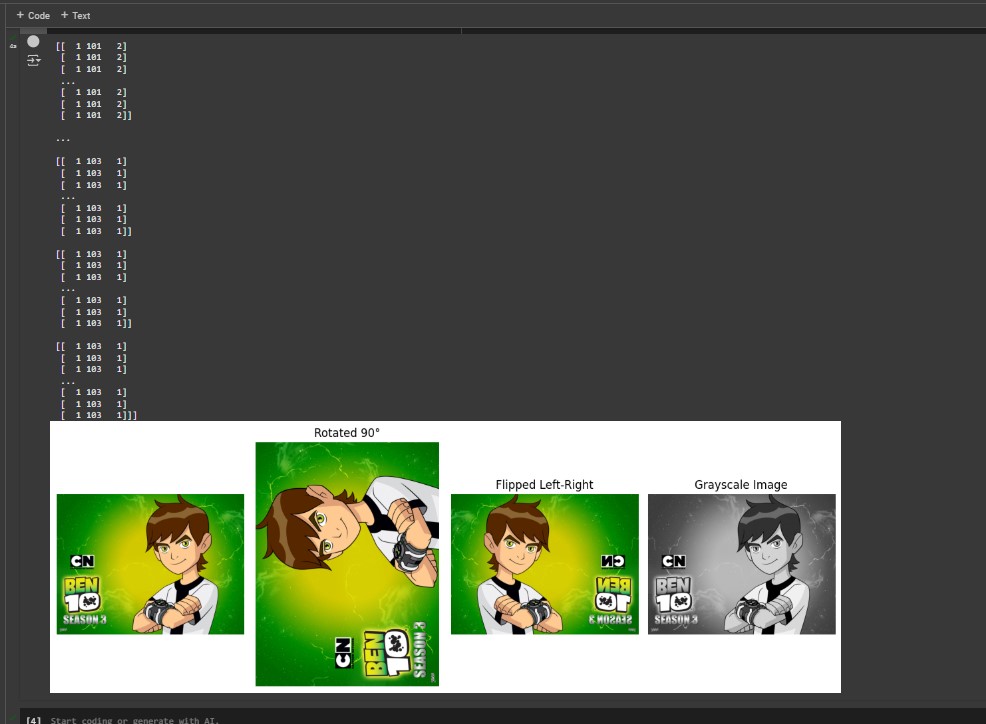 + Code + Text
4s
[[ 1 101 2]
[ 1 101 2]
[ 1 101 2]
...
[ 1 101 2]
[ 1 101 2]
[ 1 101 2]]
...
[[ 1 103 1]
[ 1 103 1]
[ 1 103 1]
...
[ 1 103 1]
[ 1 103 1]
[ 1 103 1]]
[[ 1 103 1]
[ 1 103 1]
[ 1 103 1]
...
[ 1 103 1]
[ 1 103 1]
[ 1 103 1]]
[[ 1 103 1]
[ 1 103 1]
[ 1 103 1]
...
[ 1 103 1]
[ 1 103 1]
[ 1 103 1]]]
CN
BEN
10
SEASON 3
Rotated 90°
CN
BEN
10
SEASON 3
Flipped Left-Right
CN
BEN
10
SEASON 3
Grayscale Image
CN
BEN
10
SEASON 3
[4] Start coding or generate with AI.